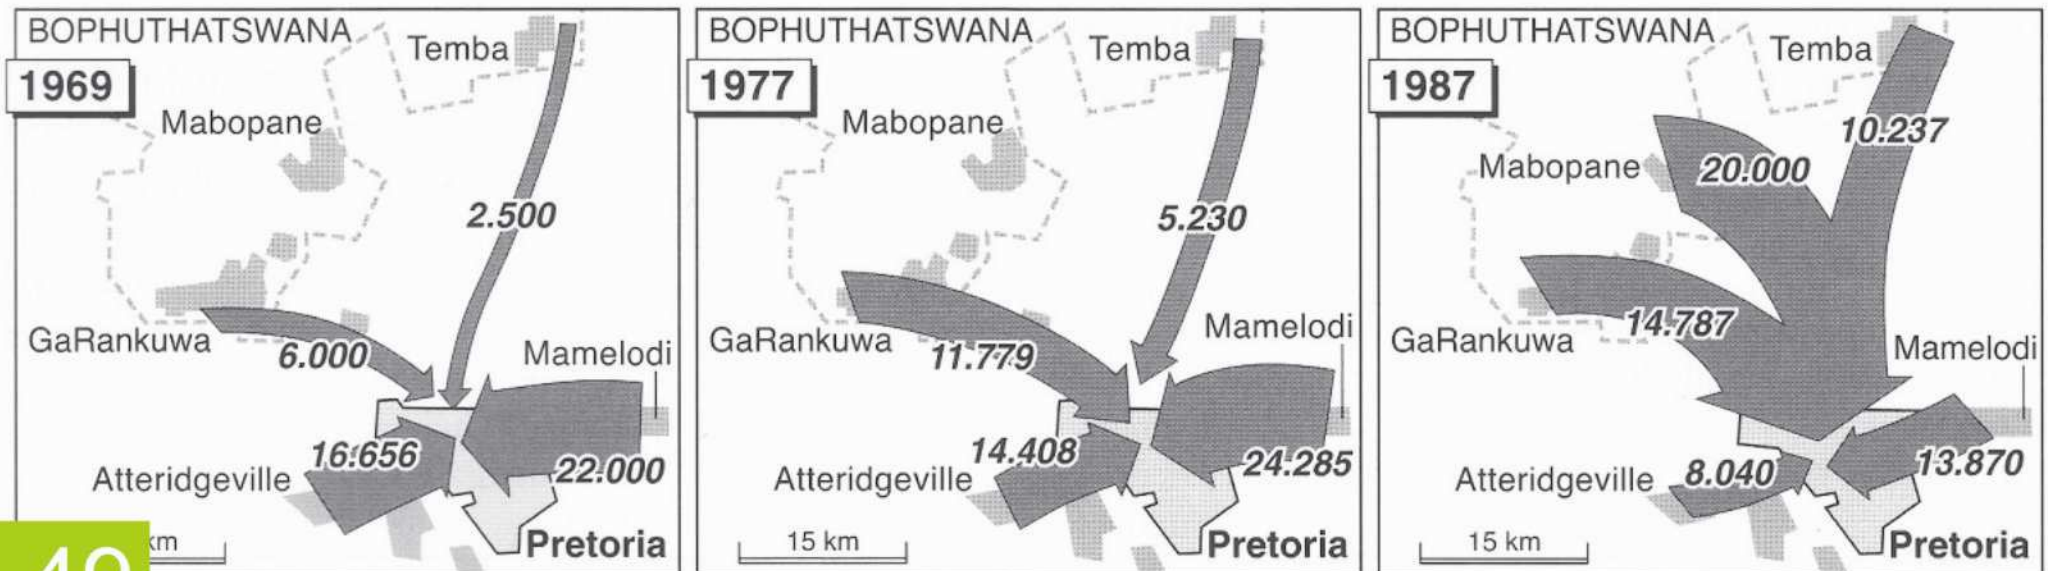 BOPHUTHATSWANA
Temba
1969
Mabopane
2.500
GaRankuwa
6.000
Mamelodi
16.656
22.000
Atteridgeville
km
Pretoria
49
BOPHUTHATSWANA
Temba
1977
Mabopane
5.230
GaRankuwa
11.779
Mamelodi
14.408
24.285
Atteridgeville
15 km
Pretoria
BOPHUTHATSWANA
Temba
1987
10.237
Mabopane
20.000
14.787
GaRankuwa
Mamelodi
8.040
13.870
Atteridgeville
15 km
Pretoria